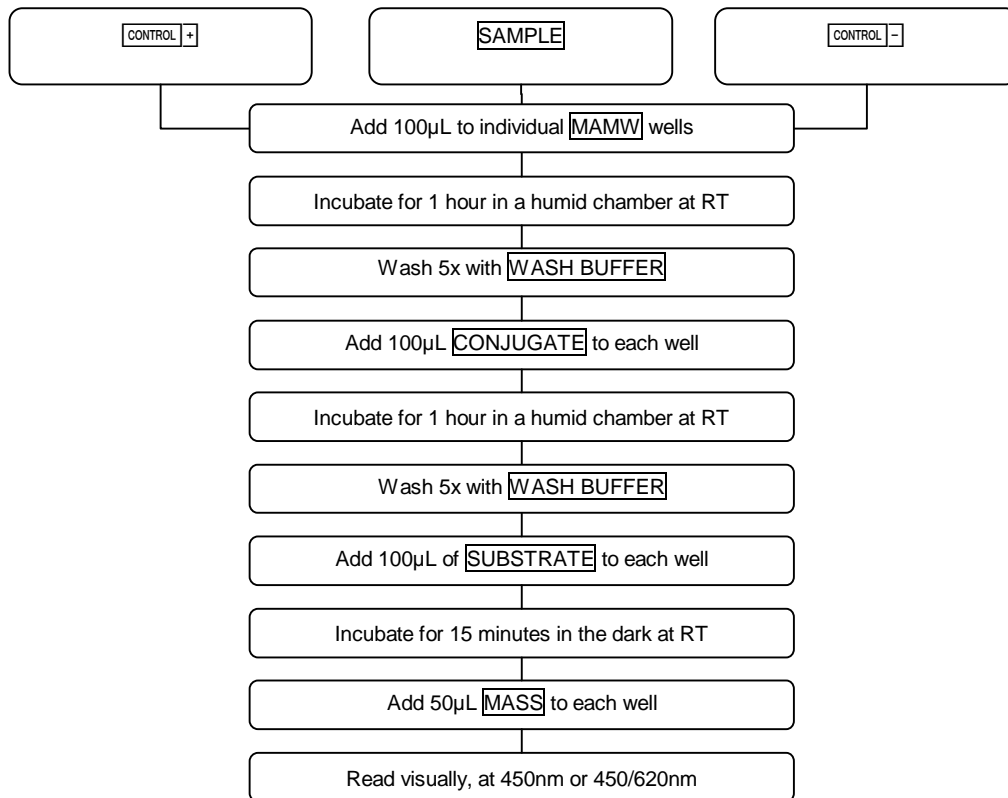 CONTROL +
SAMPLE
CONTROL –
Add 100µL to individual MAMW wells
Incubate for 1 hour in a humid chamber at RT
Wash 5x with WASH BUFFER
Add 100µL CONJUGATE to each well
Incubate for 1 hour in a humid chamber at RT
Wash 5x with WASH BUFFER
Add 100µL of SUBSTRATE to each well
Incubate for 15 minutes in the dark at RT
Add 50µL MASS to each well
Read visually, at 450nm or 450/620nm